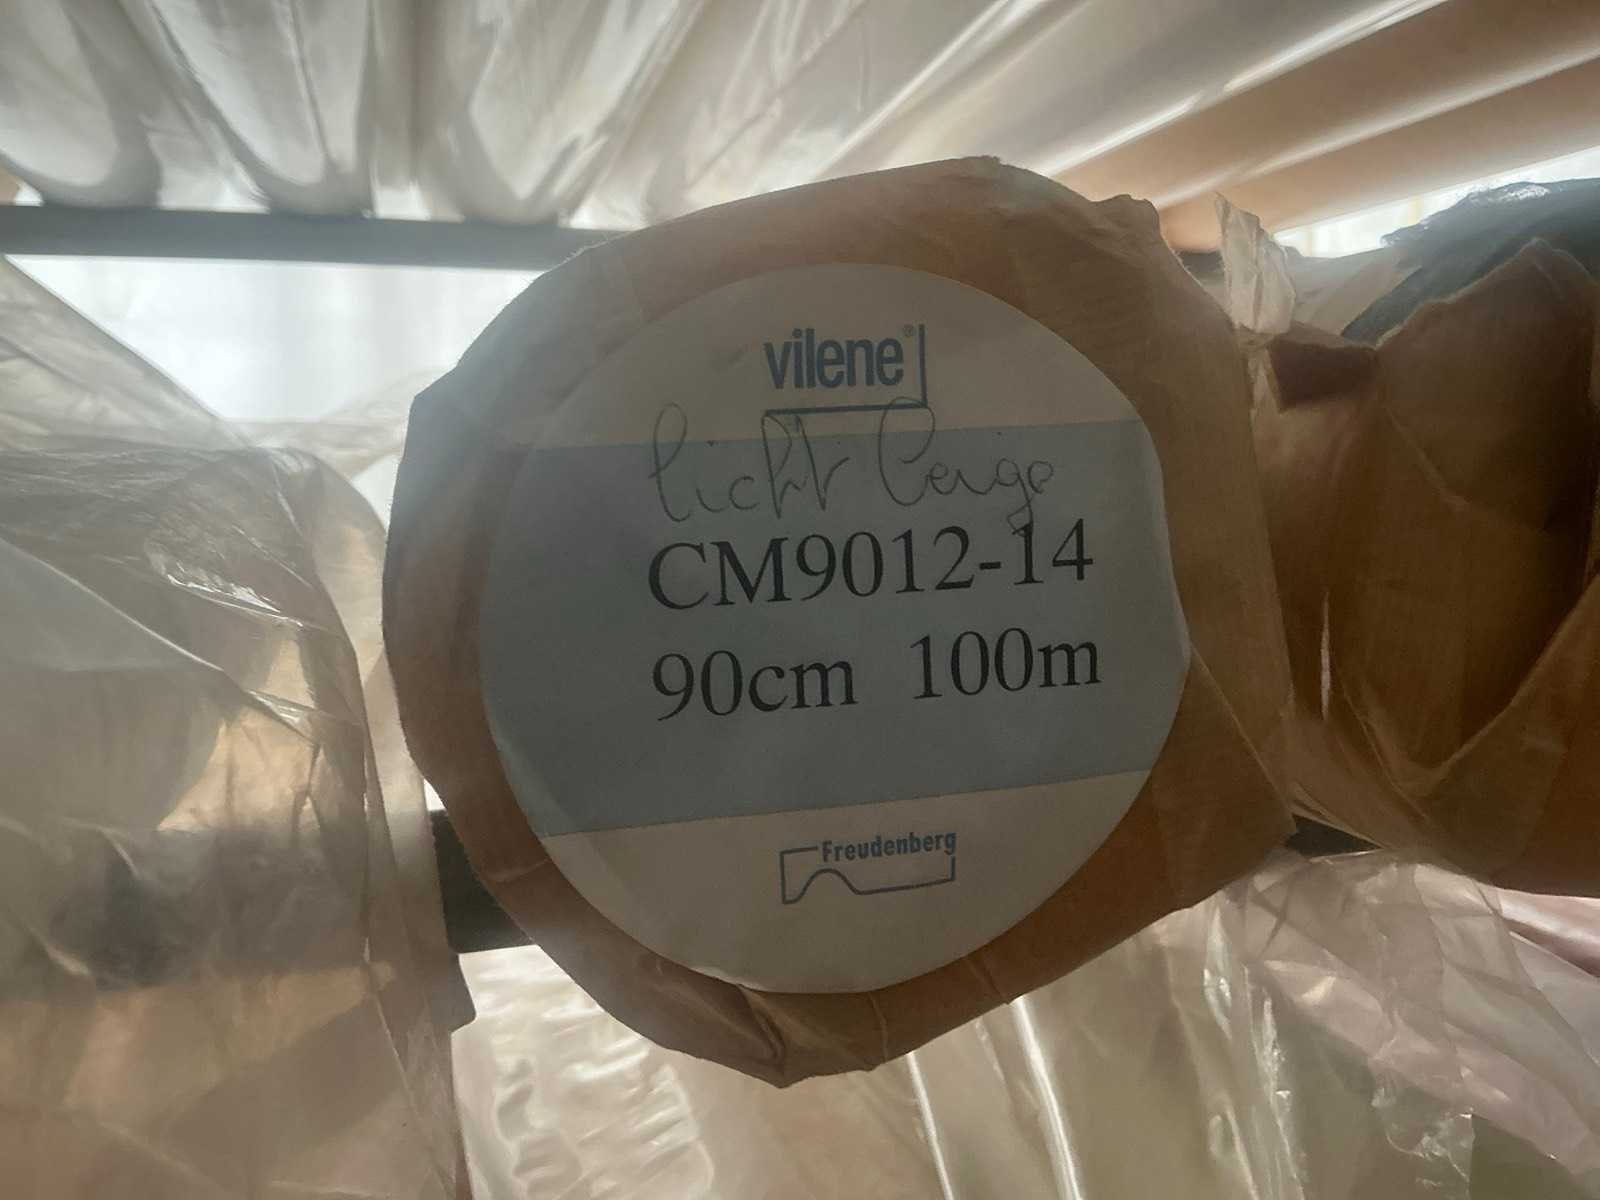 vilene®
licht beige
CM9012-14
90cm 100m
Freudenberg